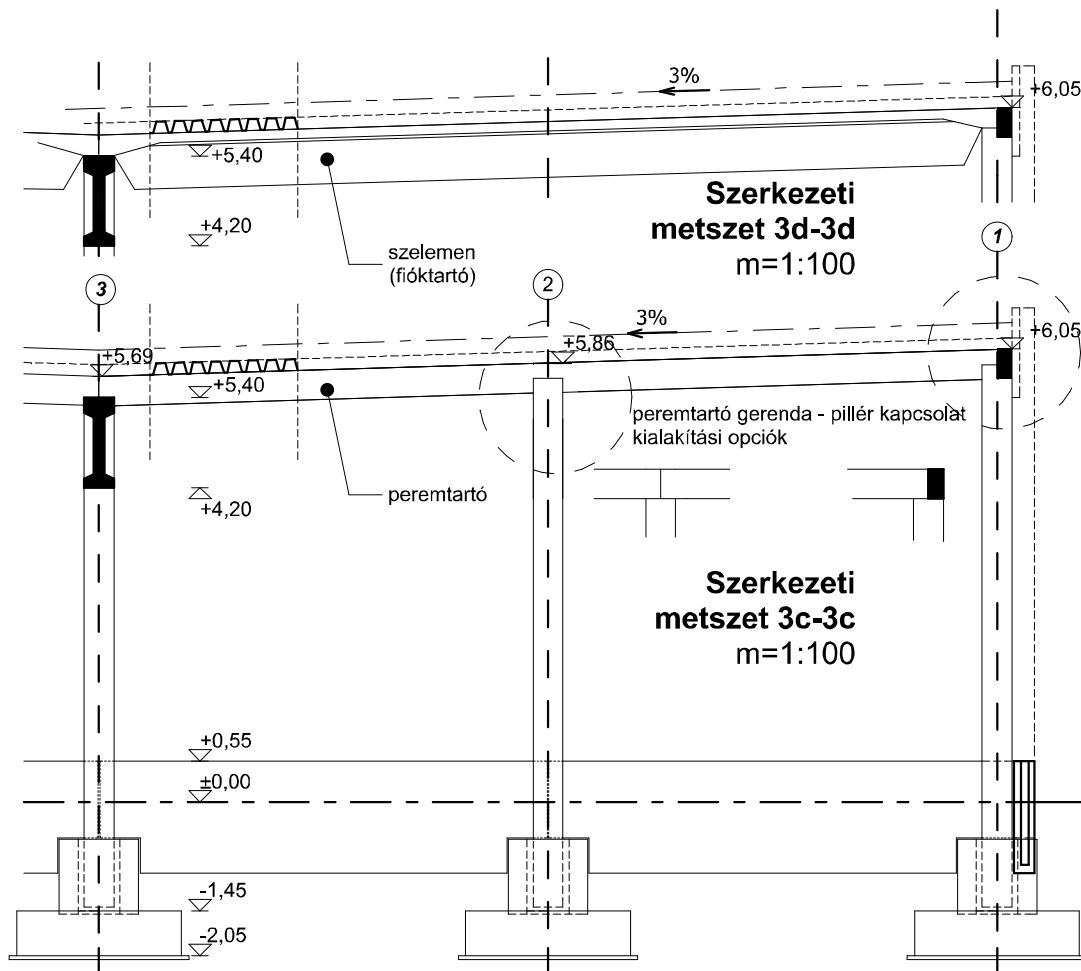 3%
+6,05
+5,40
Szerkezeti
metszet 3d-3d
m=1:100
+4,20
szelemen
(fióktartó)
1
3
2
3%
+6,05
+5,69
+5,86
+5,40
peremtartó gerenda - pillér kapcsolat
kialakítási opciók
peremtartó
+4,20
Szerkezeti
metszet 3c-3c
m=1:100
+0,55
±0,00
-1,45
-2,05